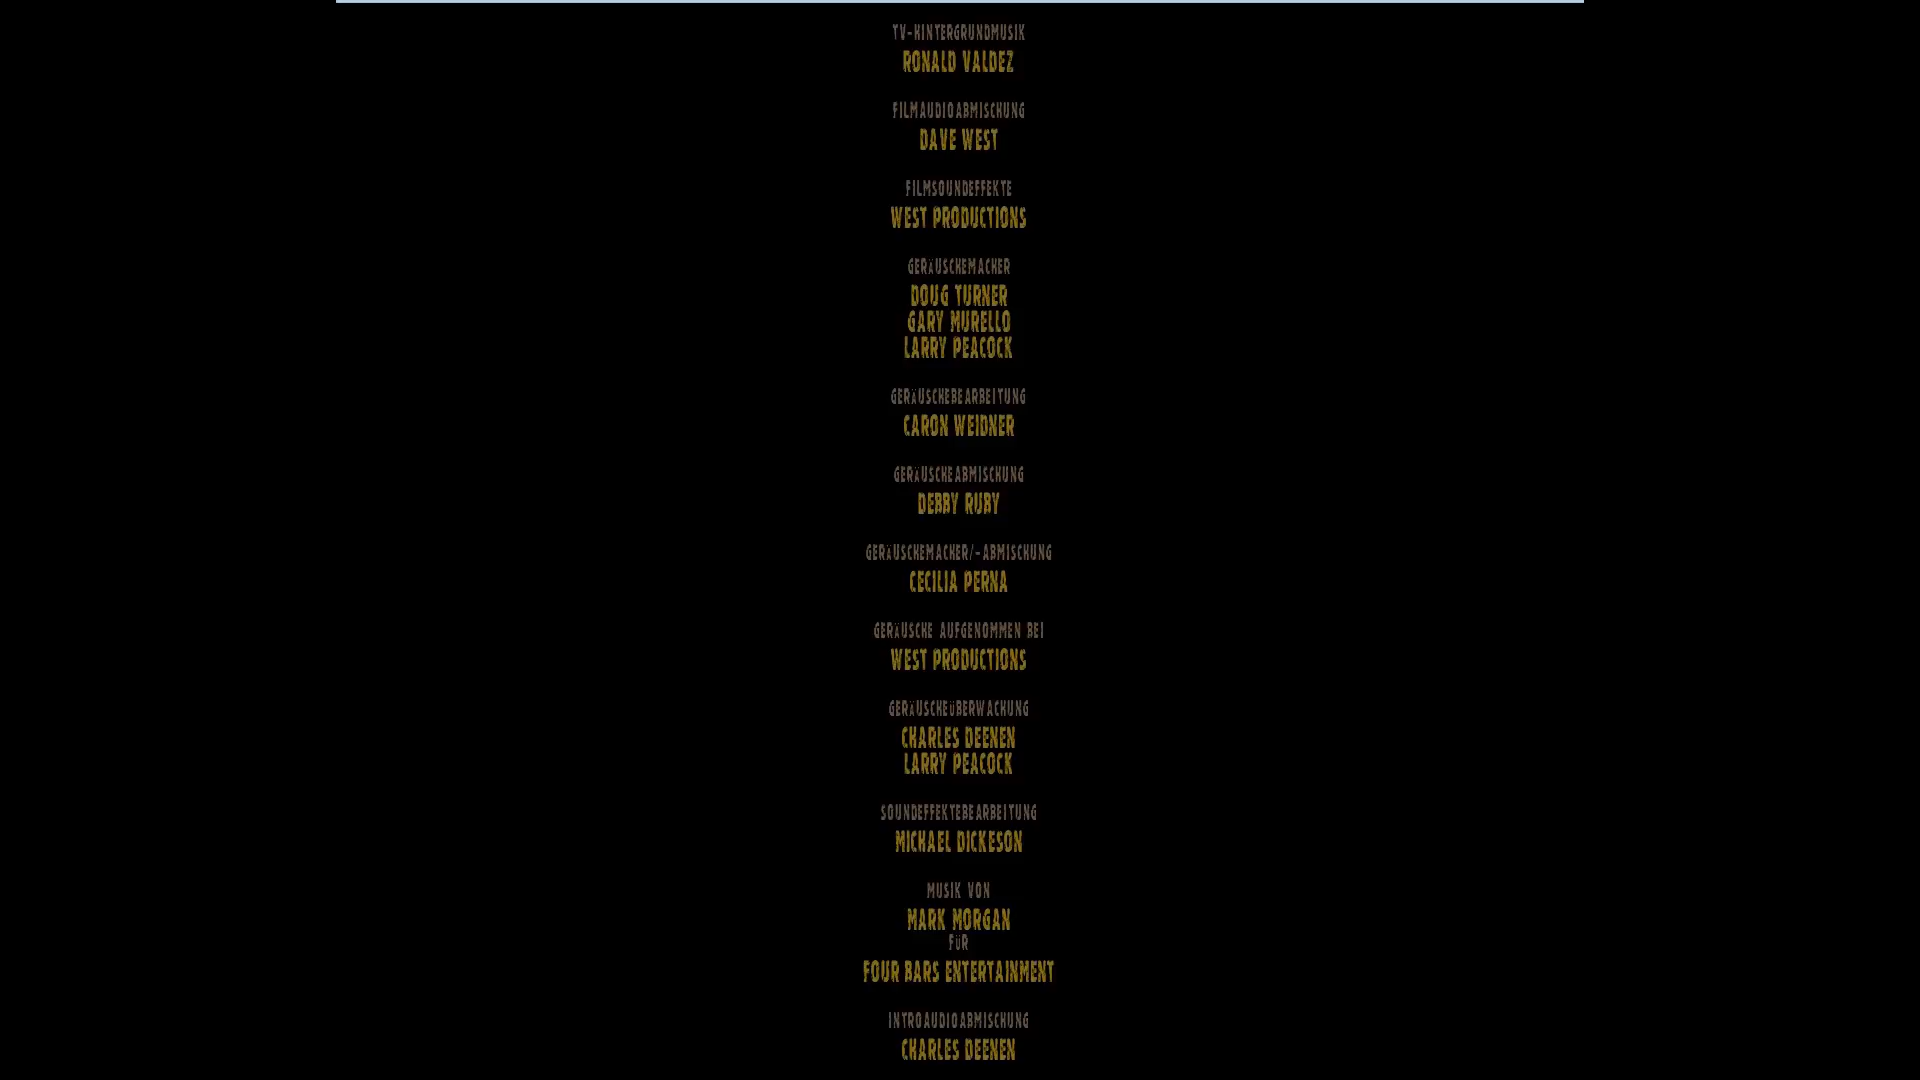 TV-HINTERGRUNDMUSIK
RONALD VALDEZ
FILMAUDIOABMISCHUNG
DAVE WEST
FILMSOUNDEFFEKTE
WEST PRODUCTIONS
GERÄUSCHEMACHER
DOUG TURNER
GARY MURELLO
LARRY PEACOCK
GERÄUSCHEBEARBEITUNG
CARON WEIDNER
GERÄUSCHEABMISCHUNG
DEBBY RUBY
GERÄUSCHEMACHER/-ABMISCHUNG
CECILIA PERNA
GERÄUSCHE AUFGENOMMEN BEI
WEST PRODUCTIONS
GERÄUSCHEÜBERWACHUNG
CHARLES DEENEN
LARRY PEACOCK
SOUNDEFFEKTEBEARBEITUNG
MICHAEL DICKESON
MUSIK VON
MARK MORGAN
FÜR
FOUR BARS ENTERTAINMENT
INTROAUDIOABMISCHUNG
CHARLES DEENEN